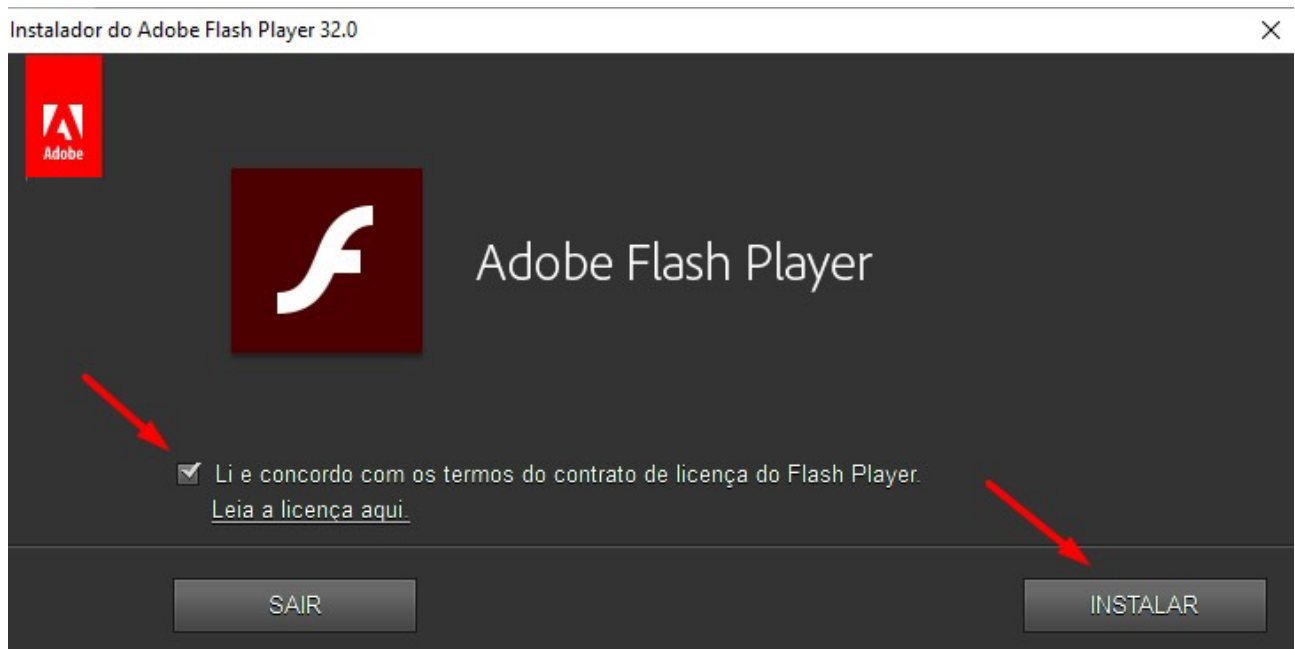 Instalador do Adobe Flash Player 32.0
Adobe
Adobe Flash Player
Li e concordo com os termos do contrato de licença do Flash Player.
Leia a licença aqui.
SAIR
INSTALAR